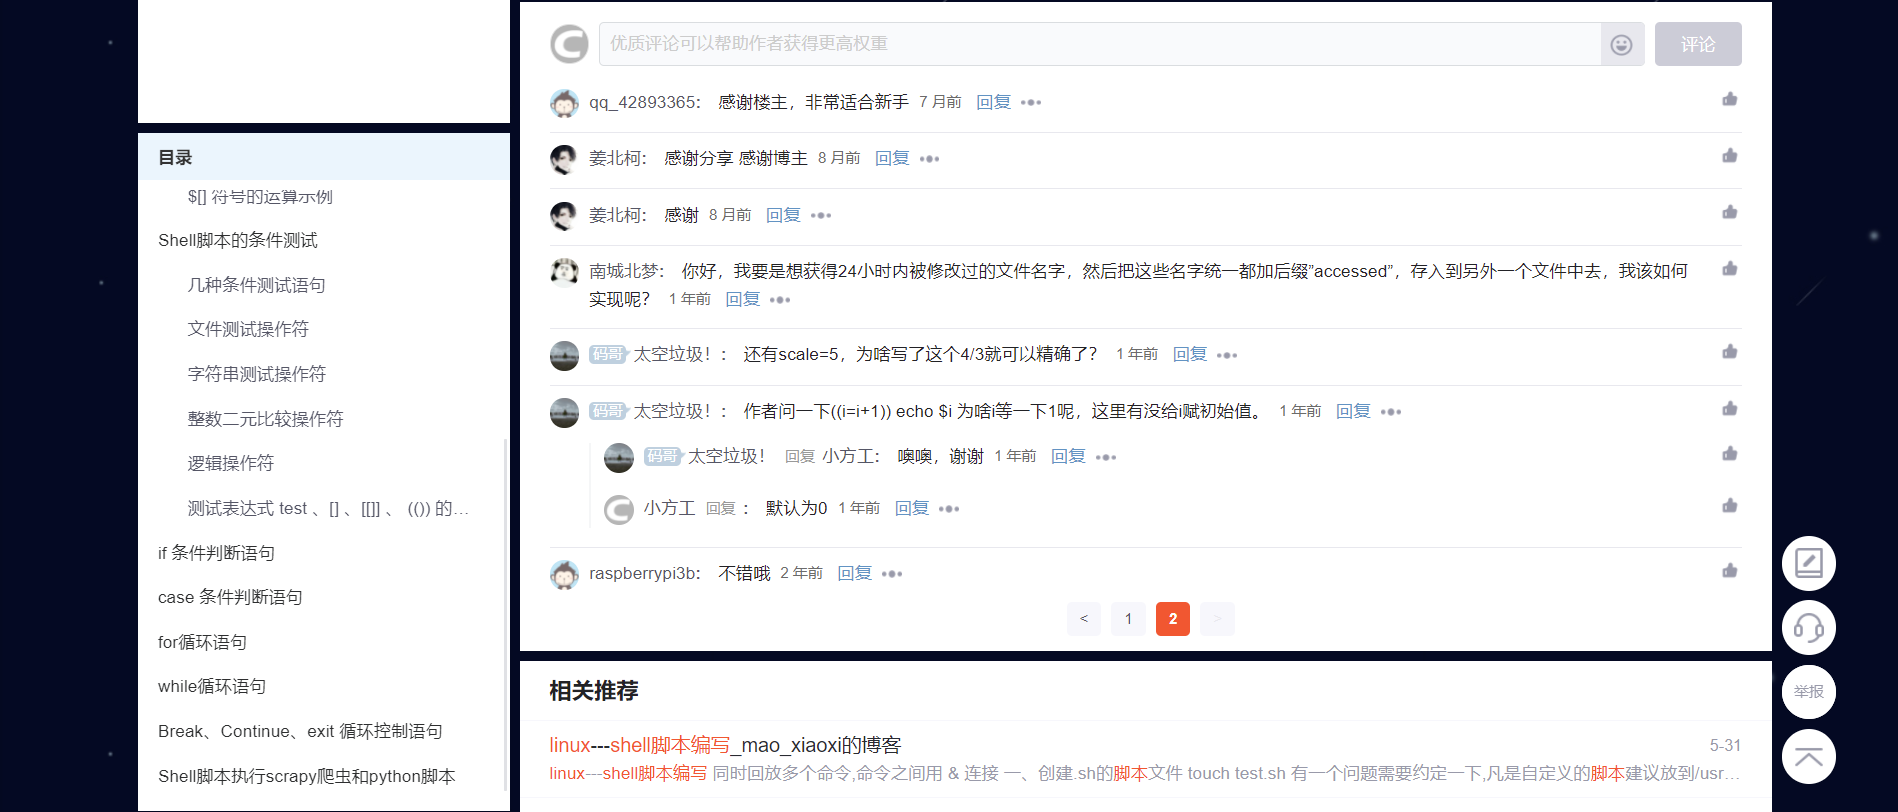 目录
$[] 符号的运算示例
Shell脚本的条件测试
几种条件测试语句
文件测试操作符
字符串测试操作符
整数二元比较操作符
逻辑操作符
测试表达式 test 、[] 、[[]] 、 (()) 的…
if 条件判断语句
case 条件判断语句
for循环语句
while循环语句
Break、Continue、exit 循环控制语句
Shell脚本执行scrapy爬虫和python脚本
优质评论可以帮助作者获得更高权重 评论
qq_42893365： 感谢楼主，非常适合新手 7 月前 回复
姜北柯： 感谢分享 感谢博主 8 月前 回复
姜北柯： 感谢 8 月前 回复
南城北梦： 你好，我要是想获得24小时内被修改过的文件名字，然后把这些名字统一都加后缀”accessed”，存入到另外一个文件中去，我该如何
实现呢？ 1 年前 回复
码哥 太空垃圾！： 还有scale=5，为啥写了这个4/3就可以精确了？ 1 年前 回复
码哥 太空垃圾！： 作者问一下((i=i+1)) echo $i 为啥i等一下1呢，这里有没给i赋初始值。 1 年前 回复
码哥 太空垃圾！ 回复 小方工： 噢噢，谢谢 1 年前 回复
小方工 回复 ： 默认为0 1 年前 回复
raspberrypi3b： 不错哦 2 年前 回复
< 1 2 >
相关推荐
linux---shell脚本编写_mao_xiaoxi的博客 5-31
linux---shell脚本编写 同时回放多个命令,命令之间用 & 连接 一、创建.sh的脚本文件 touch test.sh 有一个问题需要约定一下,凡是自定义的脚本建议放到/usr…
举报